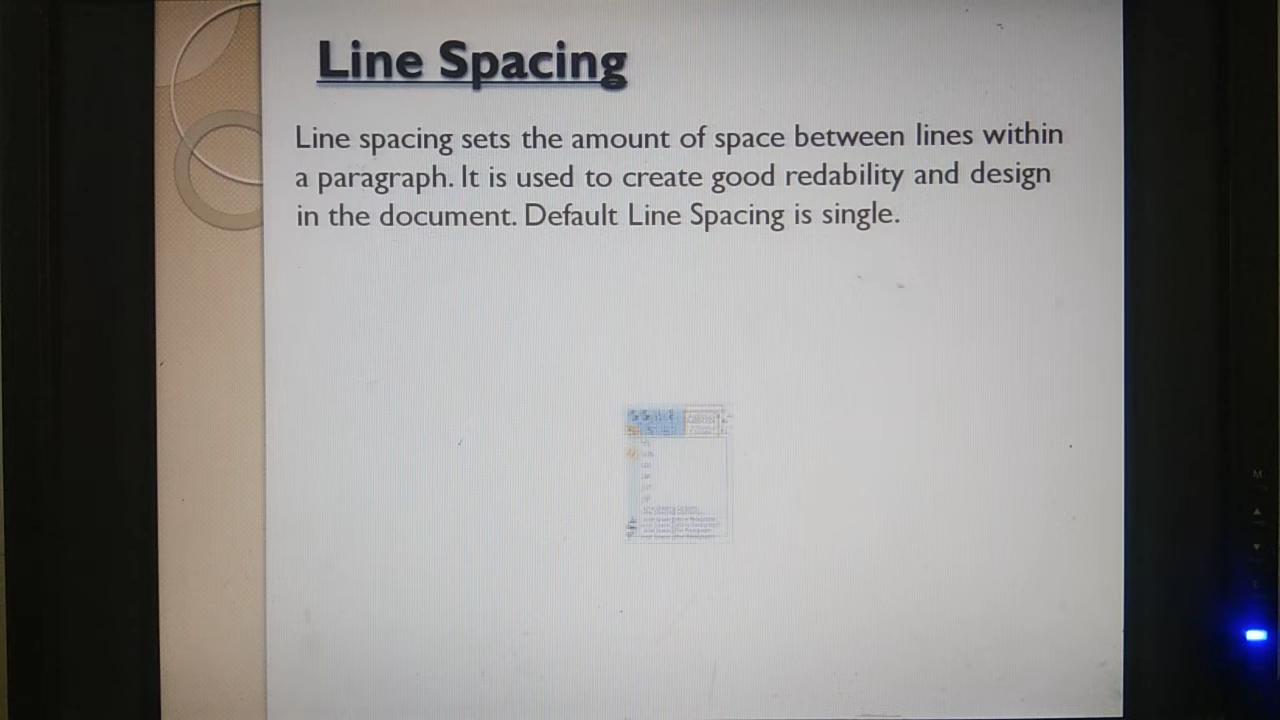 Line Spacing
Line spacing sets the amount of space between lines within
a paragraph. It is used to create good redability and design
in the document. Default Line Spacing is single.
M